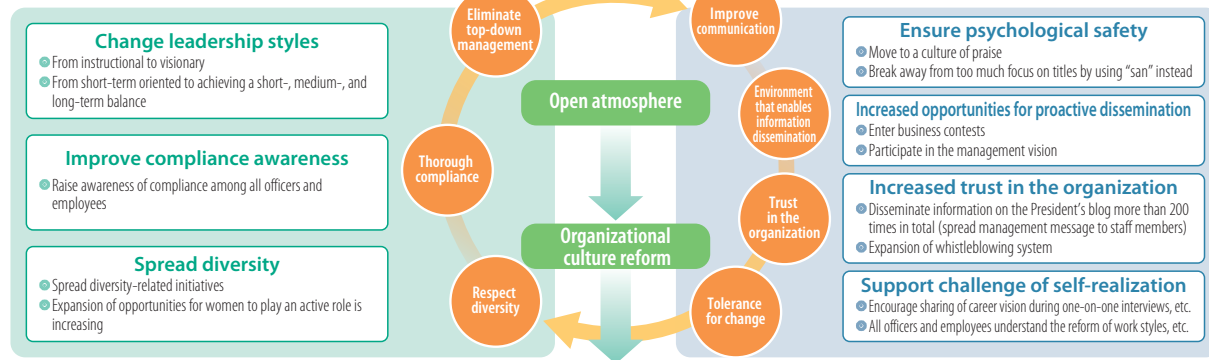 Change leadership styles
From instructional to visionary
From short-term oriented to achieving a short-, medium-, and
long-term balance
Improve compliance awareness
Raise awareness of compliance among all officers and
employees
Spread diversity
Spread diversity-related initiatives
Expansion of opportunities for women to play an active role is
increasing
Eliminate
top-down
management
Thorough
compliance
Respect
diversity
Open atmosphere
Organizational
culture reform
Improve
communication
Environment
that enables
information
dissemination
Trust
in the
organization
Tolerance
for change
Ensure psychological safety
Move to a culture of praise
Break away from too much focus on titles by using “san” instead
Increased opportunities for proactive dissemination
Enter business contests
Participate in the management vision
Increased trust in the organization
Disseminate information on the President’s blog more than 200
times in total (spread management message to staff members)
Expansion of whistleblowing system
Support challenge of self-realization
Encourage sharing of career vision during one-on-one interviews, etc.
All officers and employees understand the reform of work styles, etc.